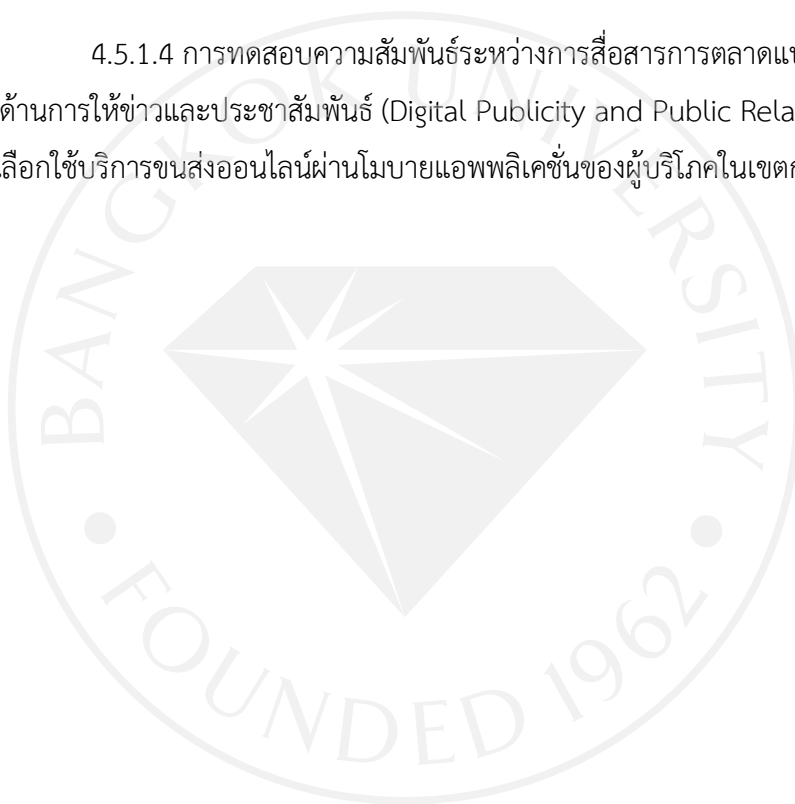 4.5.1.4 การทดสอบความสัมพันธ์ระหว่างการสื่อสารการตลาดแ
ด้านการให้ข่าวและประชาสัมพันธ์ (Digital Publicity and Public Rela
ลือกใช้บริการขนส่งออนไลน์ผ่านโมบายแอพพลิเคชั่นของผู้บริโภคในเขตก
BANGKOK UNIVERSITY
FOUNDED 1962